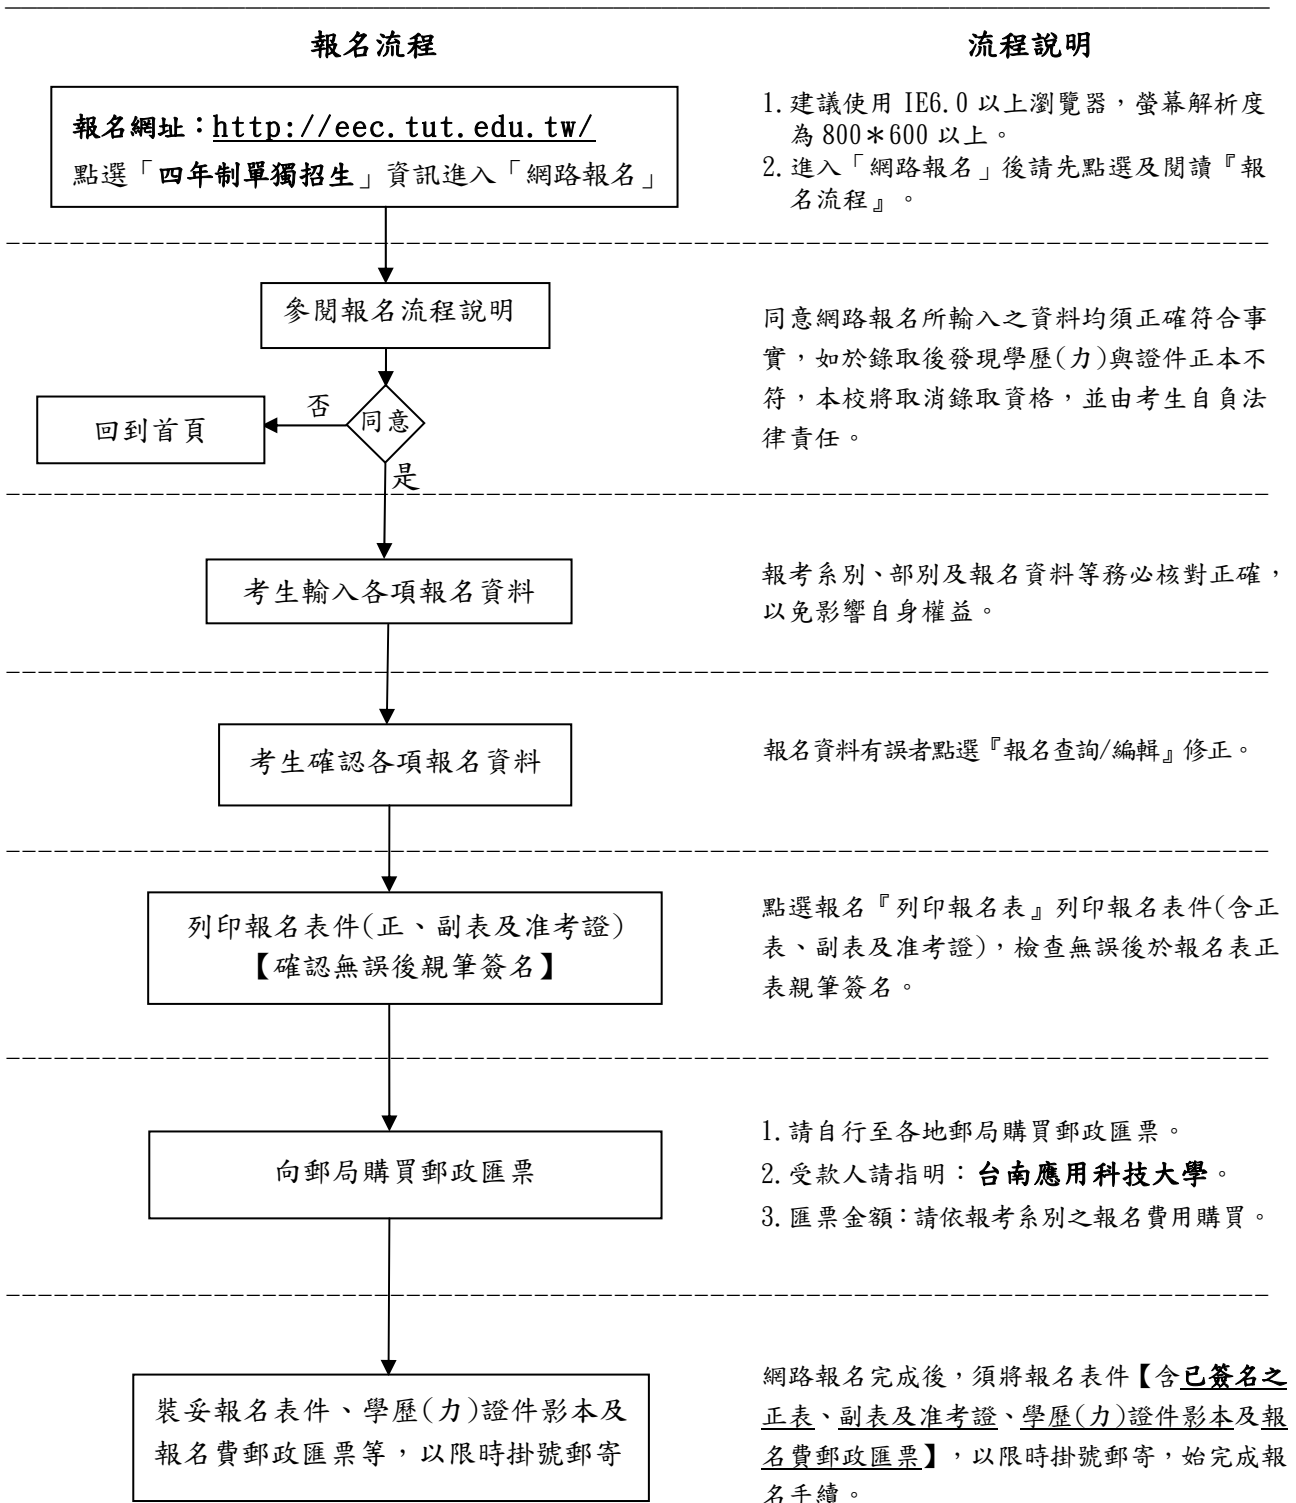 報名流程
流程說明
報名網址：http://eec.tut.edu.tw/
點選「四年制單獨招生」資訊進入「網路報名」
1.建議使用 IE6.0 以上瀏覽器，螢幕解析度
為 800＊600 以上。
2.進入「網路報名」後請先點選及閱讀『報
名流程』。
參閱報名流程說明
同意
否
回到首頁
是
同意網路報名所輸入之資料均須正確符合事
實，如於錄取後發現學歷(力)與證件正本不
符，本校將取消錄取資格，並由考生自負法
律責任。
考生輸入各項報名資料
報考系別、部別及報名資料等務必核對正確，
以免影響自身權益。
考生確認各項報名資料
報名資料有誤者點選『報名查詢/編輯』修正。
列印報名表件(正、副表及准考證)
【確認無誤後親筆簽名】
點選報名『列印報名表』列印報名表件(含正
表、副表及准考證)，檢查無誤後於報名表正
表親筆簽名。
向郵局購買郵政匯票
1.請自行至各地郵局購買郵政匯票。
2.受款人請指明：台南應用科技大學。
3.匯票金額：請依報考系別之報名費用購買。
裝妥報名表件、學歷(力)證件影本及
報名費郵政匯票等，以限時掛號郵寄
網路報名完成後，須將報名表件【含已簽名之
正表、副表及准考證、學歷(力)證件影本及報
名費郵政匯票】，以限時掛號郵寄，始完成報
名手續。